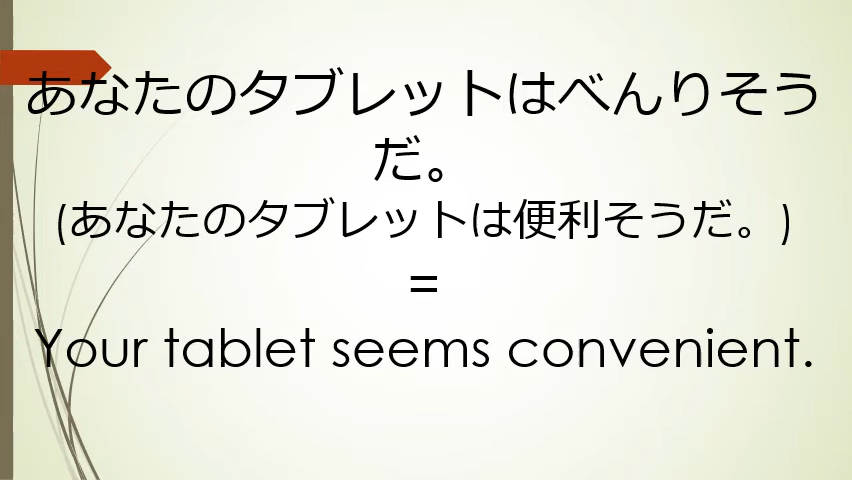 あなたのタブレットはべんりそう
だ。
(あなたのタブレットは便利そうだ。)
=
Your tablet seems convenient.